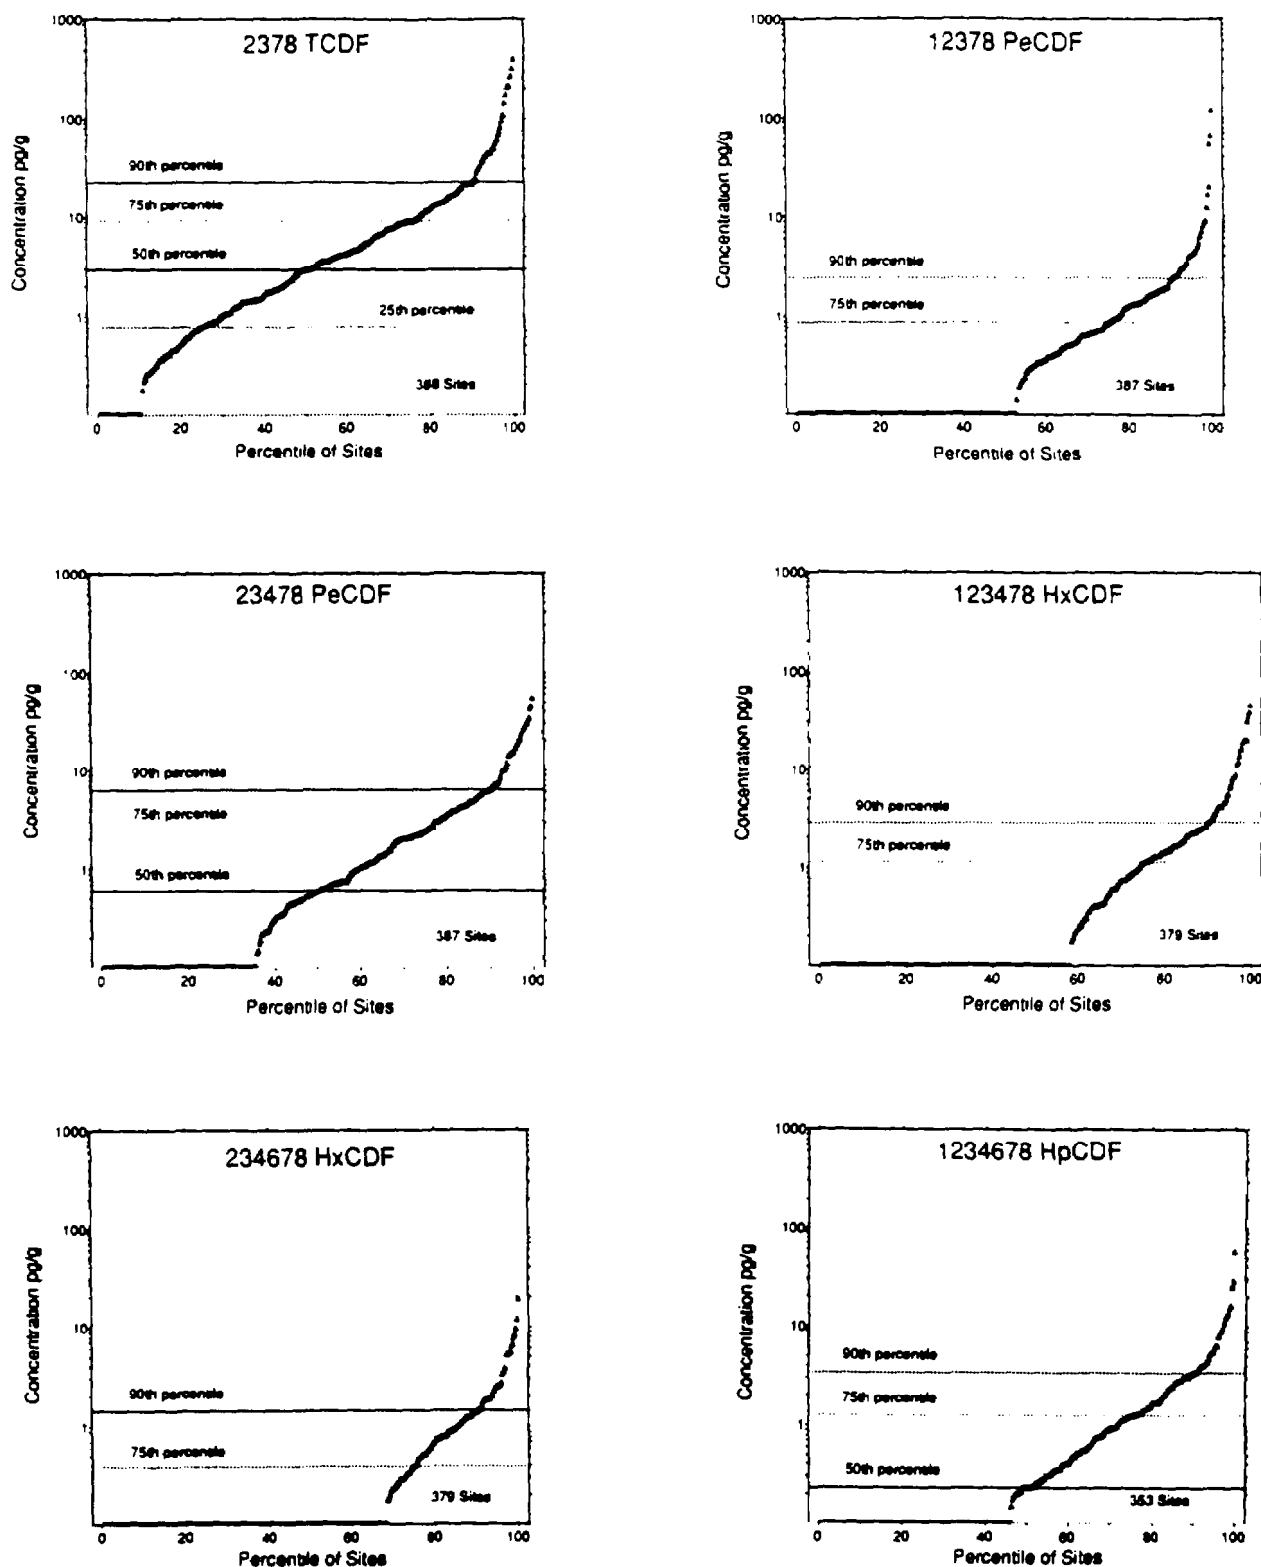 2378 TCDF
1000
100
10
1
Concentration pg/g
90th percentile
75th percentile
50th percentile
25th percentile
388 Sites
0 20 40 60 80 100
Percentile of Sites
12378 PeCDF
1000
100
10
1
Concentration pg/g
90th percentile
75th percentile
387 Sites
0 20 40 60 80 100
Percentile of Sites
23478 PeCDF
1000
100
10
1
Concentration pg/g
90th percentile
75th percentile
50th percentile
387 Sites
0 20 40 60 80 100
Percentile of Sites
123478 HxCDF
1000
100
10
1
Concentration pg/g
90th percentile
75th percentile
379 Sites
0 20 40 60 80 100
Percentile of Sites
234678 HxCDF
1000
100
10
1
Concentration pg/g
90th percentile
75th percentile
379 Sites
0 20 40 60 80 100
Percentile of Sites
1234678 HpCDF
1000
100
10
1
Concentration pg/g
90th percentile
75th percentile
50th percentile
353 Sites
0 20 40 60 80 100
Percentile of Sites